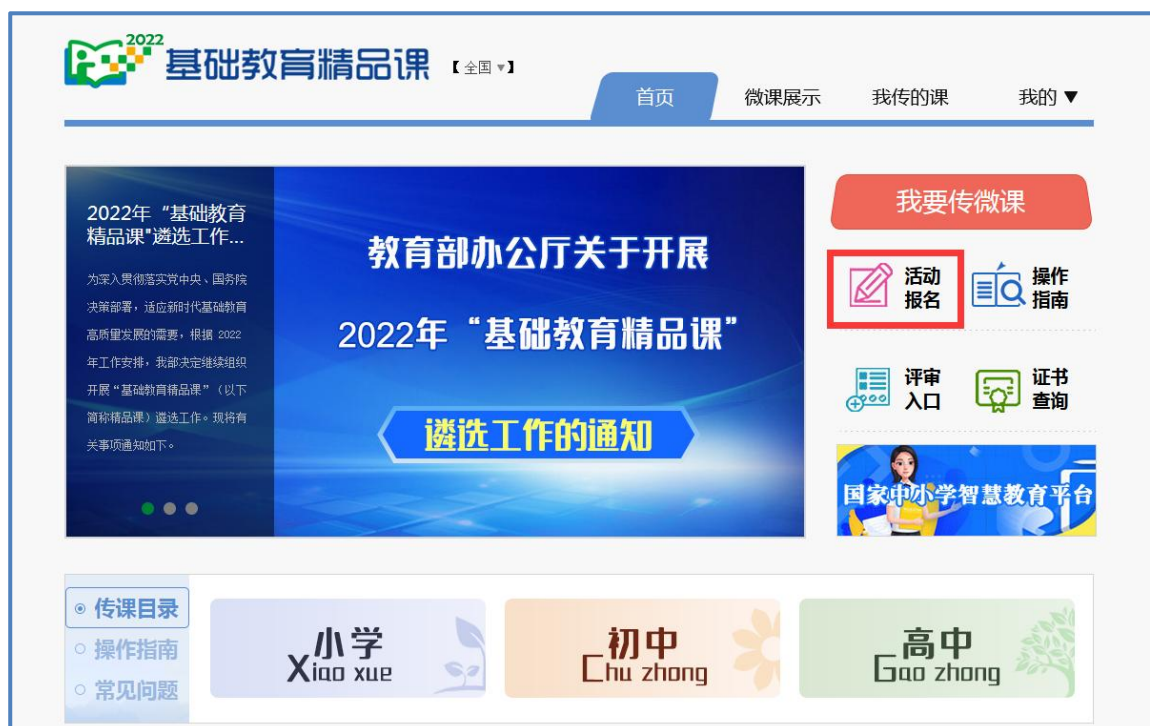 2022
基础教育精品课 【 全国 ▼】
首页 微课展示 我传的课 我的 ▼
2022年“基础教育
精品课"遴选工作...
为深入贯彻落实党中央、国务院
决策部署，适应新时代基础教育
高质量发展的需要，根据 2022
年工作安排，我部决定继续组织
开展“基础教育精品课”（以下
简称精品课）遴选工作。现将有
关事项通知如下。
教育部办公厅关于开展
2022年“基础教育精品课”
遴选工作的通知
我要传微课
活动
报名
操作
指南
评审
入口
证书
查询
国家中小学智慧教育平台
传课目录
操作指南
常见问题
小学
Xiao xue
初中
Chu zhong
高中
Gao zhong